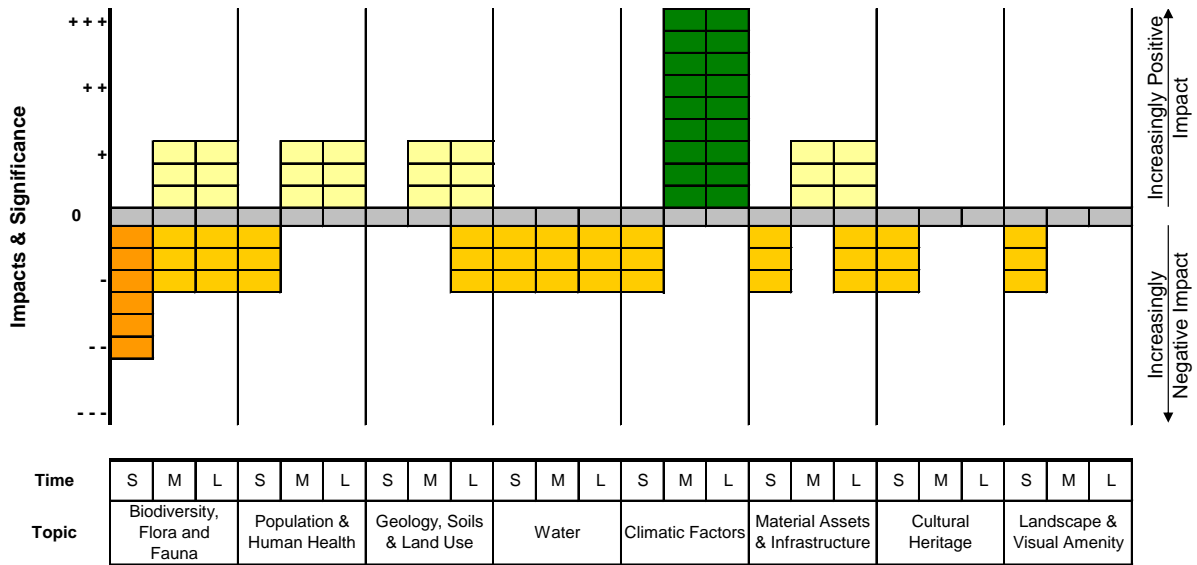 Impacts & Significance
+ + +
+ +
+
0
-
- -
- - -
Increasingly Positive
Impact
Increasingly
Negative Impact
Time S M L S M L S M L S M L S M L S M L S M L S M L
Topic
Biodiversity,
Flora and
Fauna
Population &
Human Health
Geology, Soils
& Land Use
Water
Climatic Factors
Material Assets
& Infrastructure
Cultural
Heritage
Landscape &
Visual Amenity